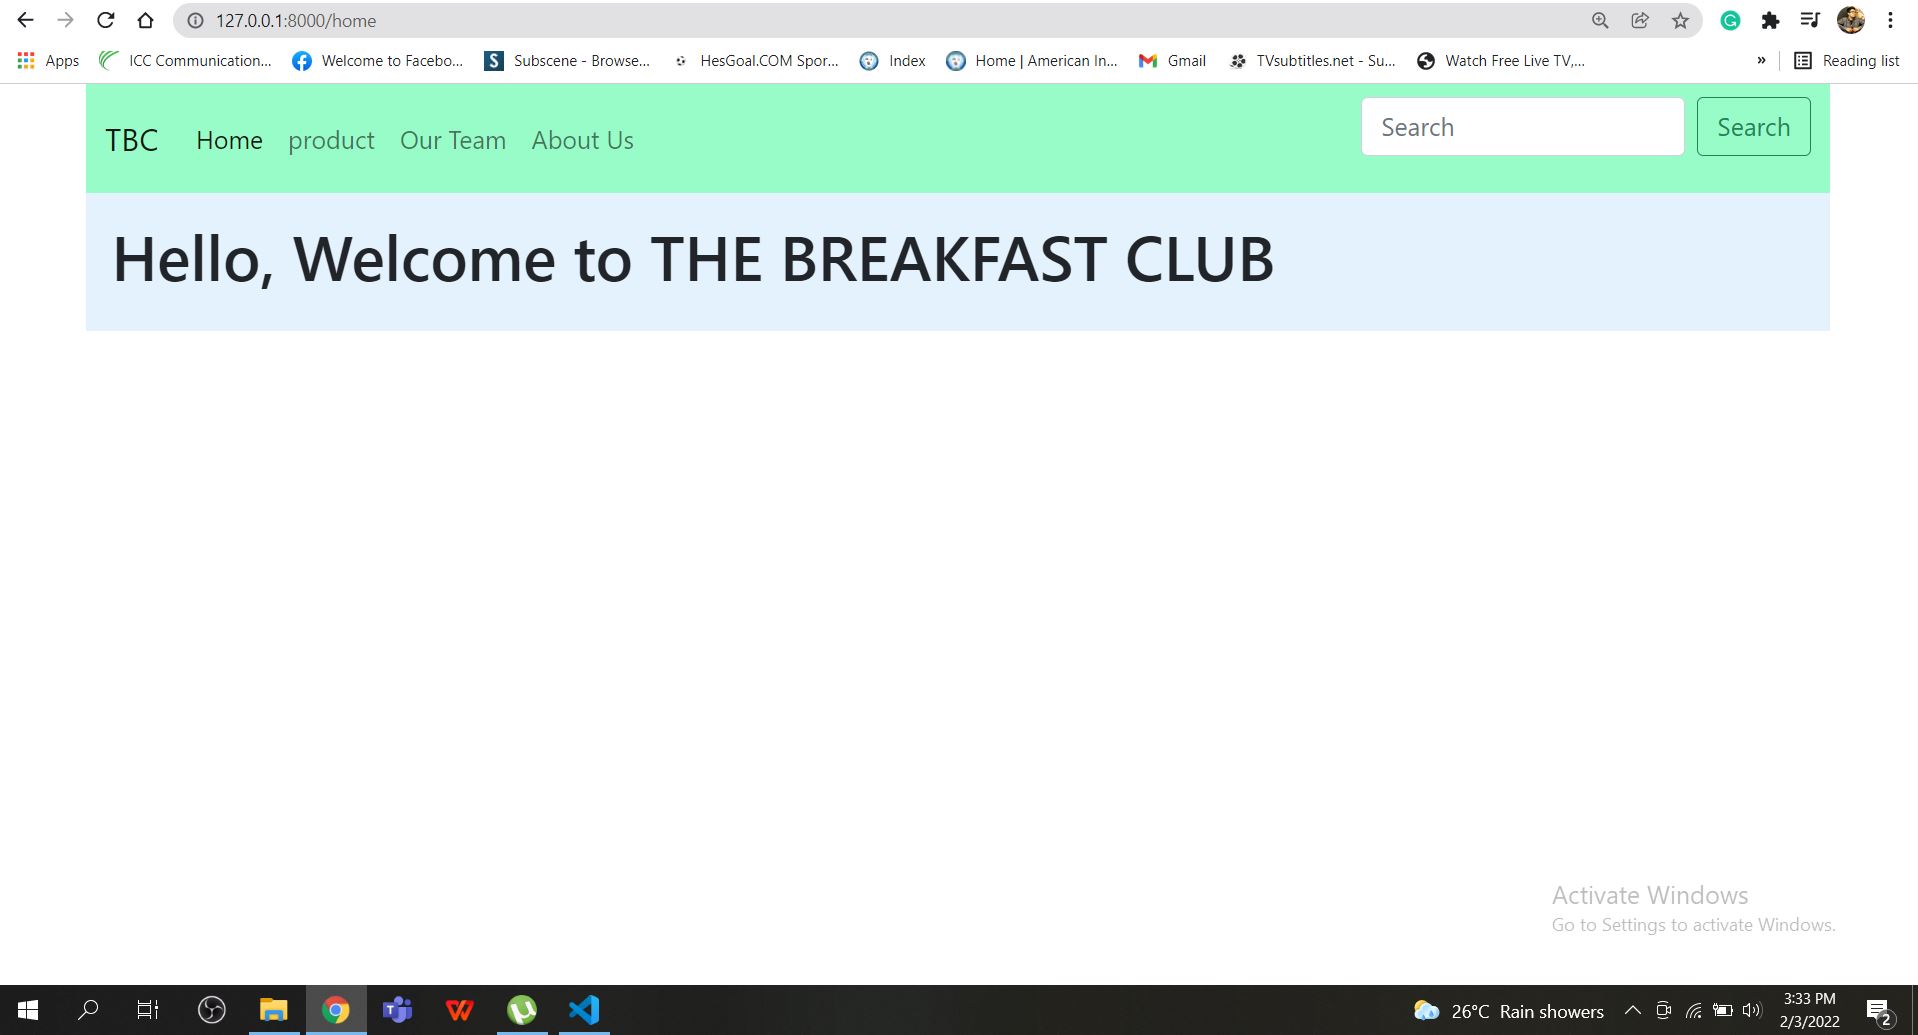 127.0.0.1:8000/home
Apps ICC Communication... Welcome to Facebo... S Subscene - Browse... HesGoal.COM Spor... Index Home | American In... Gmail TVsubtitles.net - Su... Watch Free Live TV,... » Reading list
TBC Home product Our Team About Us Search Search
Hello, Welcome to THE BREAKFAST CLUB
Activate Windows
Go to Settings to activate Windows.
26°C Rain showers 3:33 PM
2/3/2022 2